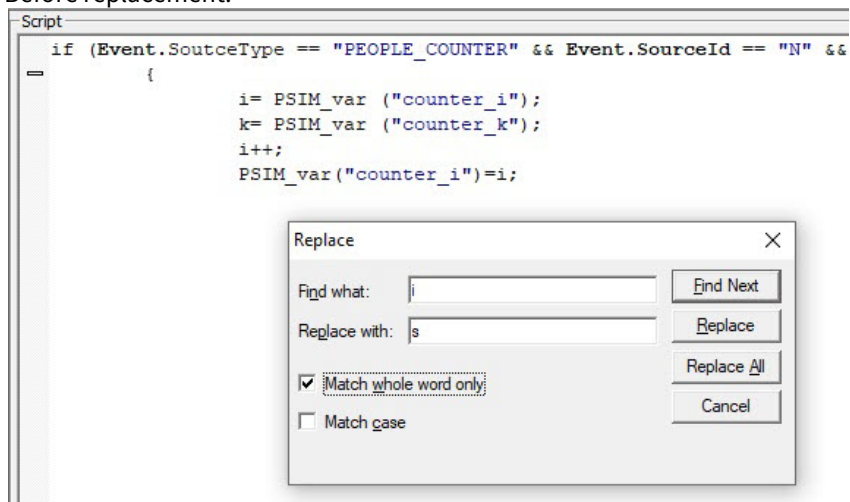 Before replacement:
Script
if (Event.SoutceType == "PEOPLE_COUNTER" && Event.SourceId == "N" &&
{
i= PSIM_var ("counter_i");
k= PSIM_var ("counter_k");
i++;
PSIM_var("counter_i")=i;
Replace
Find what: i Find Next
Replace with: s Replace
Replace All
Match whole word only
Cancel
Match case